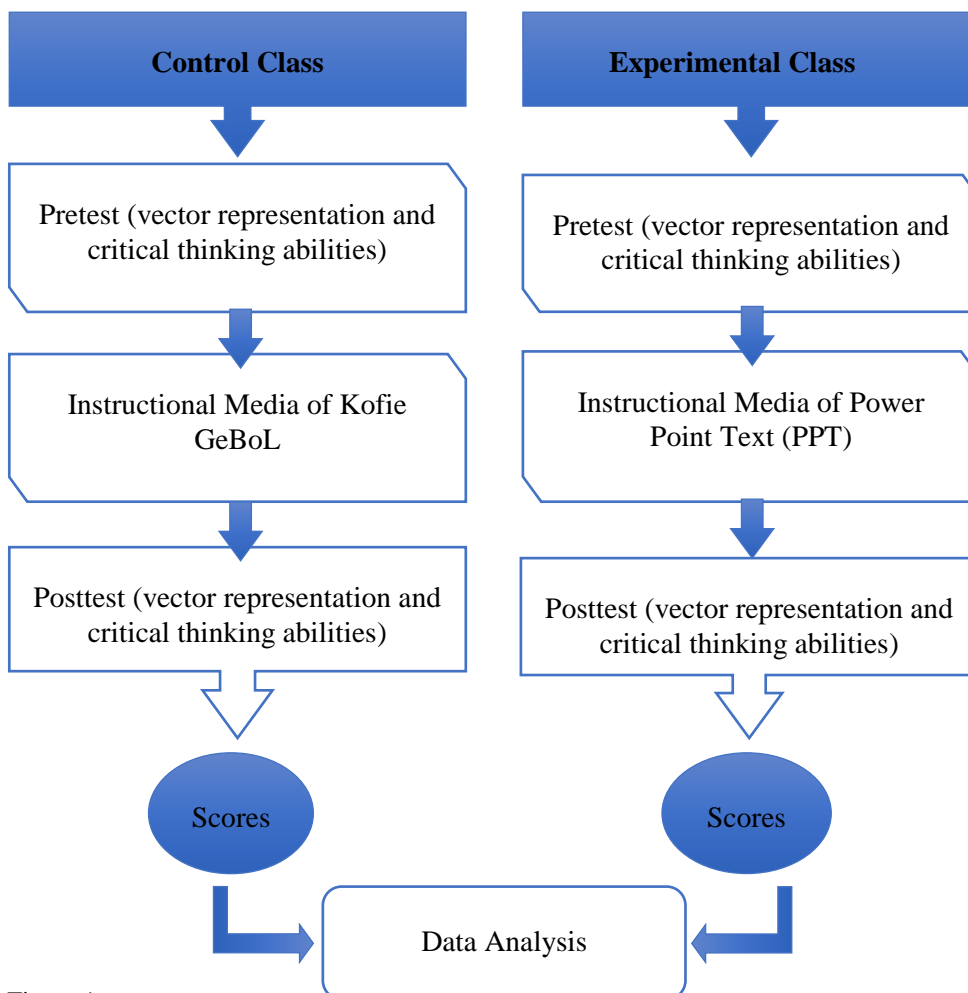 Control Class
Experimental Class
Pretest (vector representation and
critical thinking abilities)
Pretest (vector representation and
critical thinking abilities)
Instructional Media of Kofie
GeBoL
Instructional Media of Power
Point Text (PPT)
Posttest (vector representation and
critical thinking abilities)
Posttest (vector representation and
critical thinking abilities)
Scores
Scores
Data Analysis